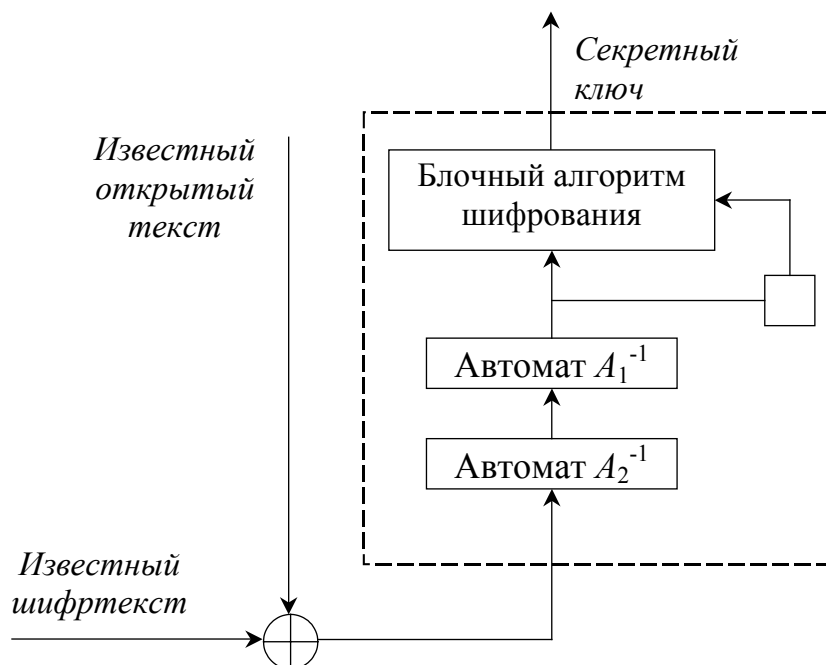 Секретный
ключ
Известный
открытый
текст
Блочный алгоритм
шифрования
Автомат A₁⁻¹
Автомат A₂⁻¹
Известный
шифртекст